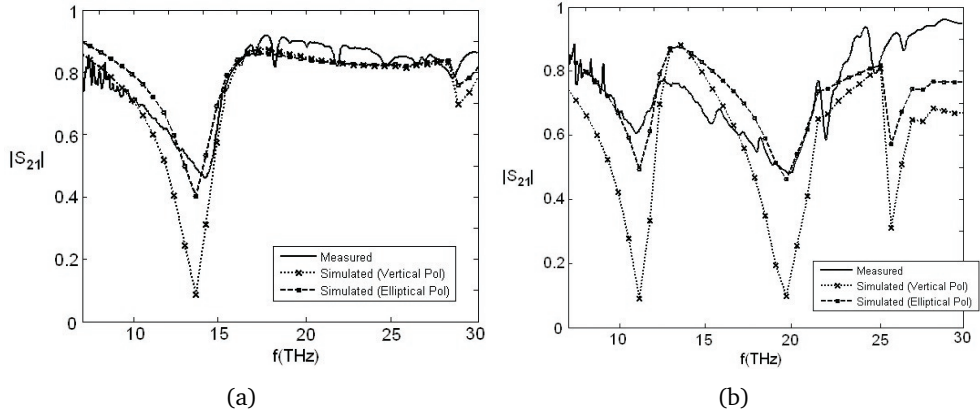 1
0.8
0.6
|S21|
0.4
0.2
0
10 15 20 25 30
f(THz)
Measured
Simulated (Vertical Pol)
Simulated (Elliptical Pol)
(a)
1
0.8
0.6
|S21|
0.4
0.2
0
10 15 20 25 30
f(THz)
Measured
Simulated (Vertical Pol)
Simulated (Elliptical Pol)
(b)